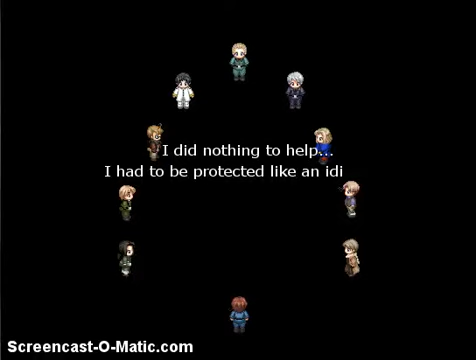 I did nothing to help...
I had to be protected like an idi
Screencast-O-Matic.com